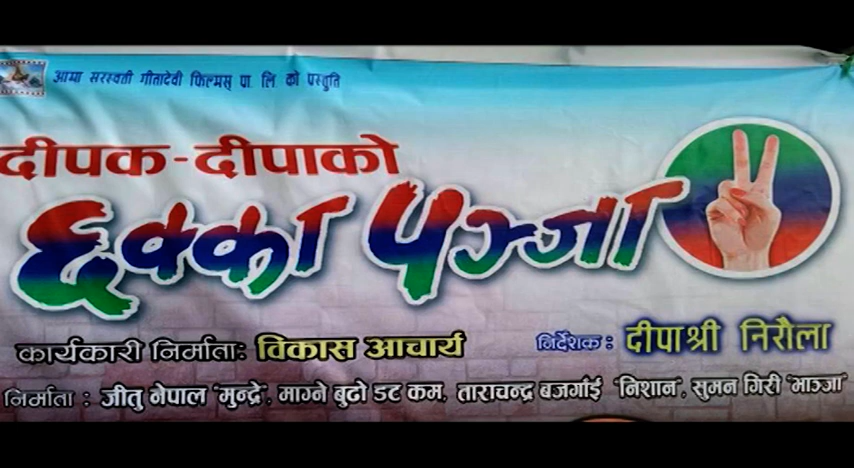 आमा सरस्वती गीतादेवी फिल्मस् प्रा. लि. को प्रस्तुति
दीपक-दीपाको
छक्का पञ्जा
कार्यकारी निर्माता: विकास आचार्य
निर्देशक: दीपाश्री निरौला
निर्माता : जीतु नेपाल 'मुन्द्रे', माग्ने बुढो डट कम, ताराचन्द्र बजगाई 'निशान', सुमन गिरी 'भाञ्जा'